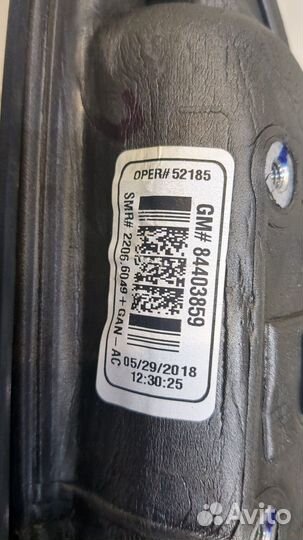 OPER# 52185
GM# 84403859
SMR# 2206.6049+GAN-AC
05/29/2018
12:30:25
Avito